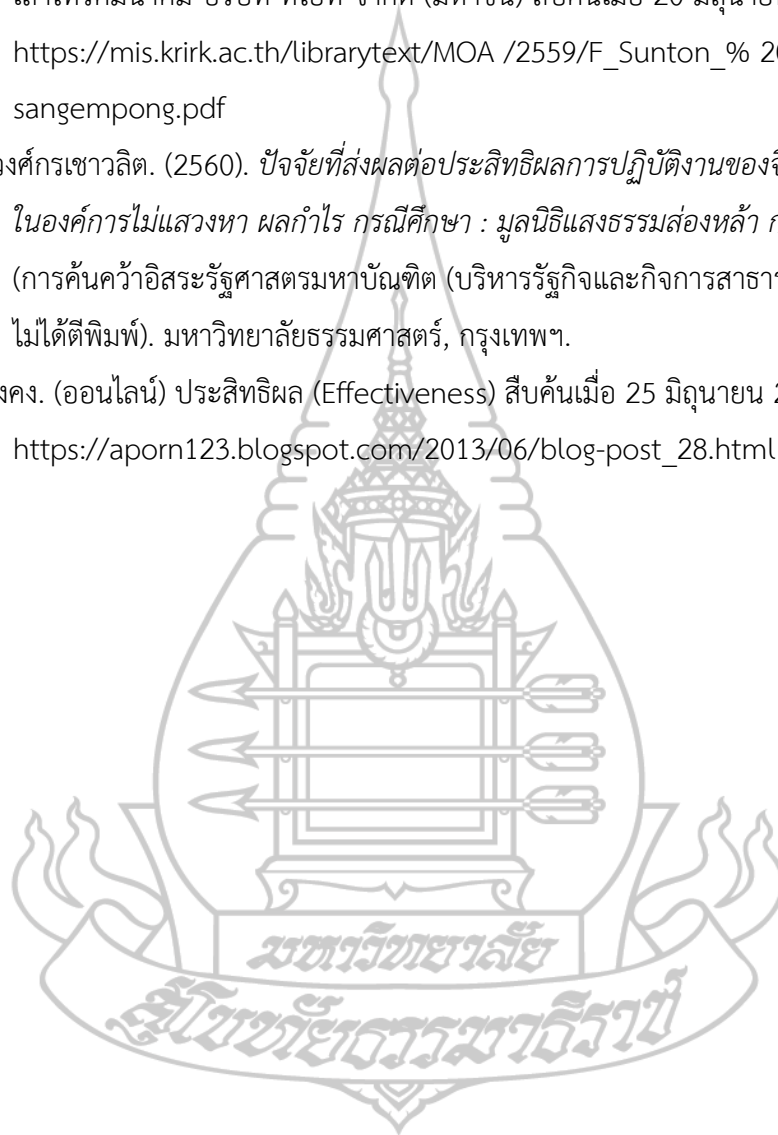 https://mis.krirk.ac.th/librarytext/MOA /2559/F_Sunton_% 20
sangempong.pdf
วงศ์กรเชาวลิต. (2560). ปัจจัยที่ส่งผลต่อประสิทธิผลการปฏิบัติงานของ
ในองค์การไม่แสวงหา ผลกำไร กรณีศึกษา : มูลนิธิแสงธรรมส่องหล้า
(การค้นคว้าอิสระรัฐศาสตรมหาบัณฑิต (บริหารรัฐกิจและกิจการสาธาร
ไม่ได้ตีพิมพ์). มหาวิทยาลัยธรรมศาสตร์, กรุงเทพฯ.
งคง. (ออนไลน์) ประสิทธิผล (Effectiveness) สืบค้นเมื่อ 25 มิถุนายน 2
https://aporn123.blogspot.com/2013/06/blog-post_28.html
มหาวิทยาลัย
สุโขทัยธรรมาธิราช